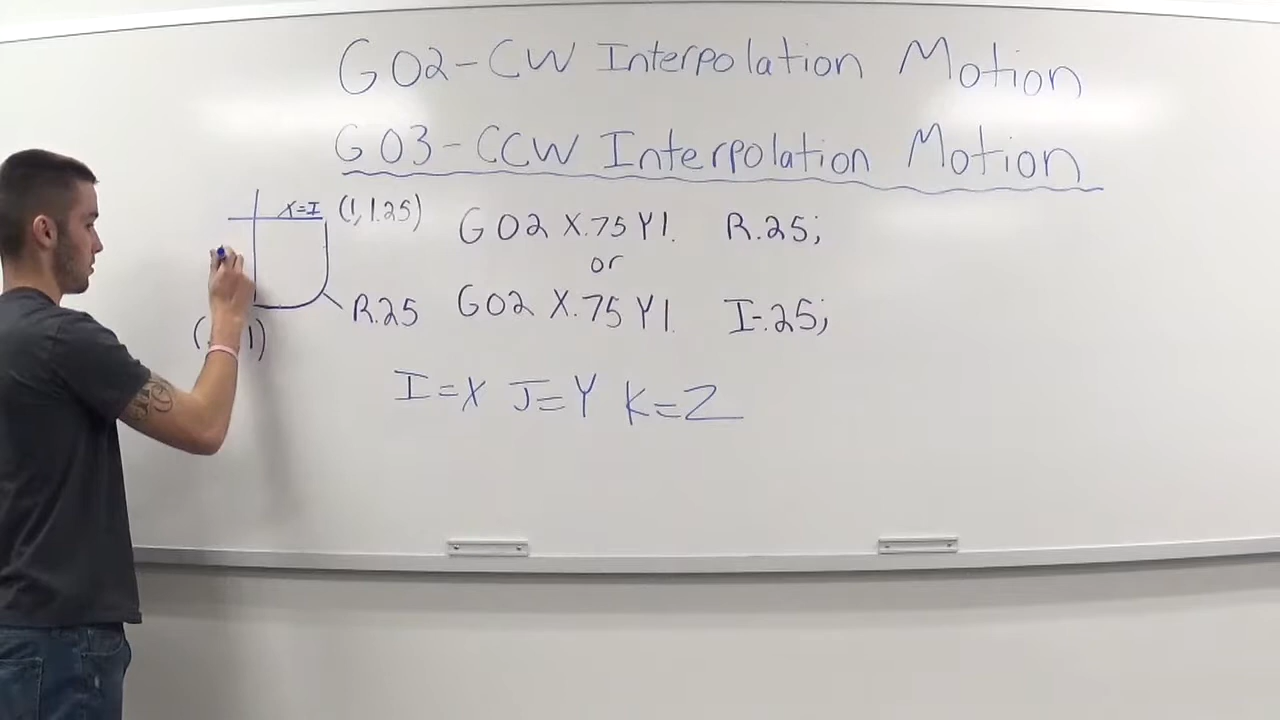 G02-CW Interpolation Motion
G03-CCW Interpolation Motion
X=I (1, 1.25)
G02 X.75 Y1. R.25;
or
R.25
G02 X.75 Y1. I-.25;
I=X J=Y K=Z